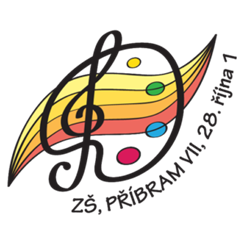 ZŠ, PŘÍBRAM VII, 28. října 1